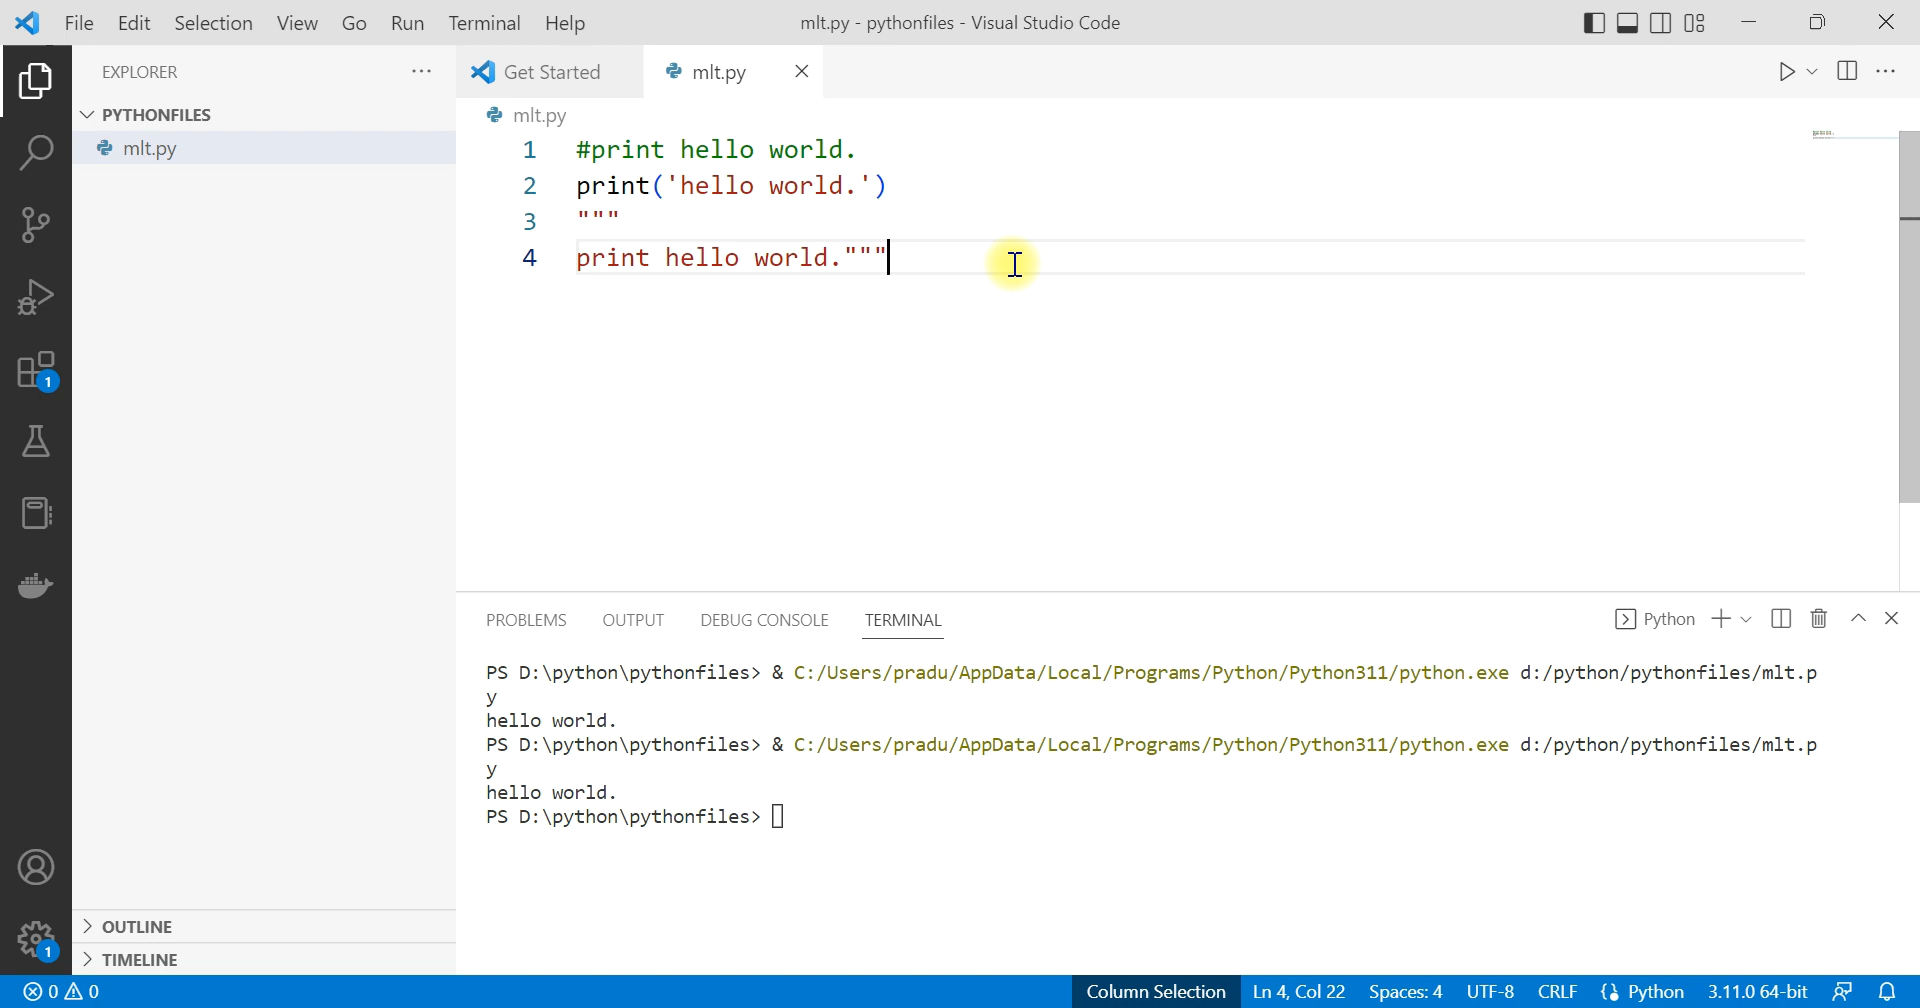 File Edit Selection View Go Run Terminal Help mlt.py - pythonfiles - Visual Studio Code
EXPLORER
PYTHONFILES
mlt.py
1
OUTLINE
1
TIMELINE
Get Started mlt.py
mlt.py
1 #print hello world.
2 print('hello world.')
3 """
4 print hello world."""
PROBLEMS OUTPUT DEBUG CONSOLE TERMINAL Python
PS D:\python\pythonfiles> & C:/Users/pradu/AppData/Local/Programs/Python/Python311/python.exe d:/python/pythonfiles/mlt.p
y
hello world.
PS D:\python\pythonfiles> & C:/Users/pradu/AppData/Local/Programs/Python/Python311/python.exe d:/python/pythonfiles/mlt.p
y
hello world.
PS D:\python\pythonfiles>
0 0 Column Selection Ln 4, Col 22 Spaces: 4 UTF-8 CRLF Python 3.11.0 64-bit